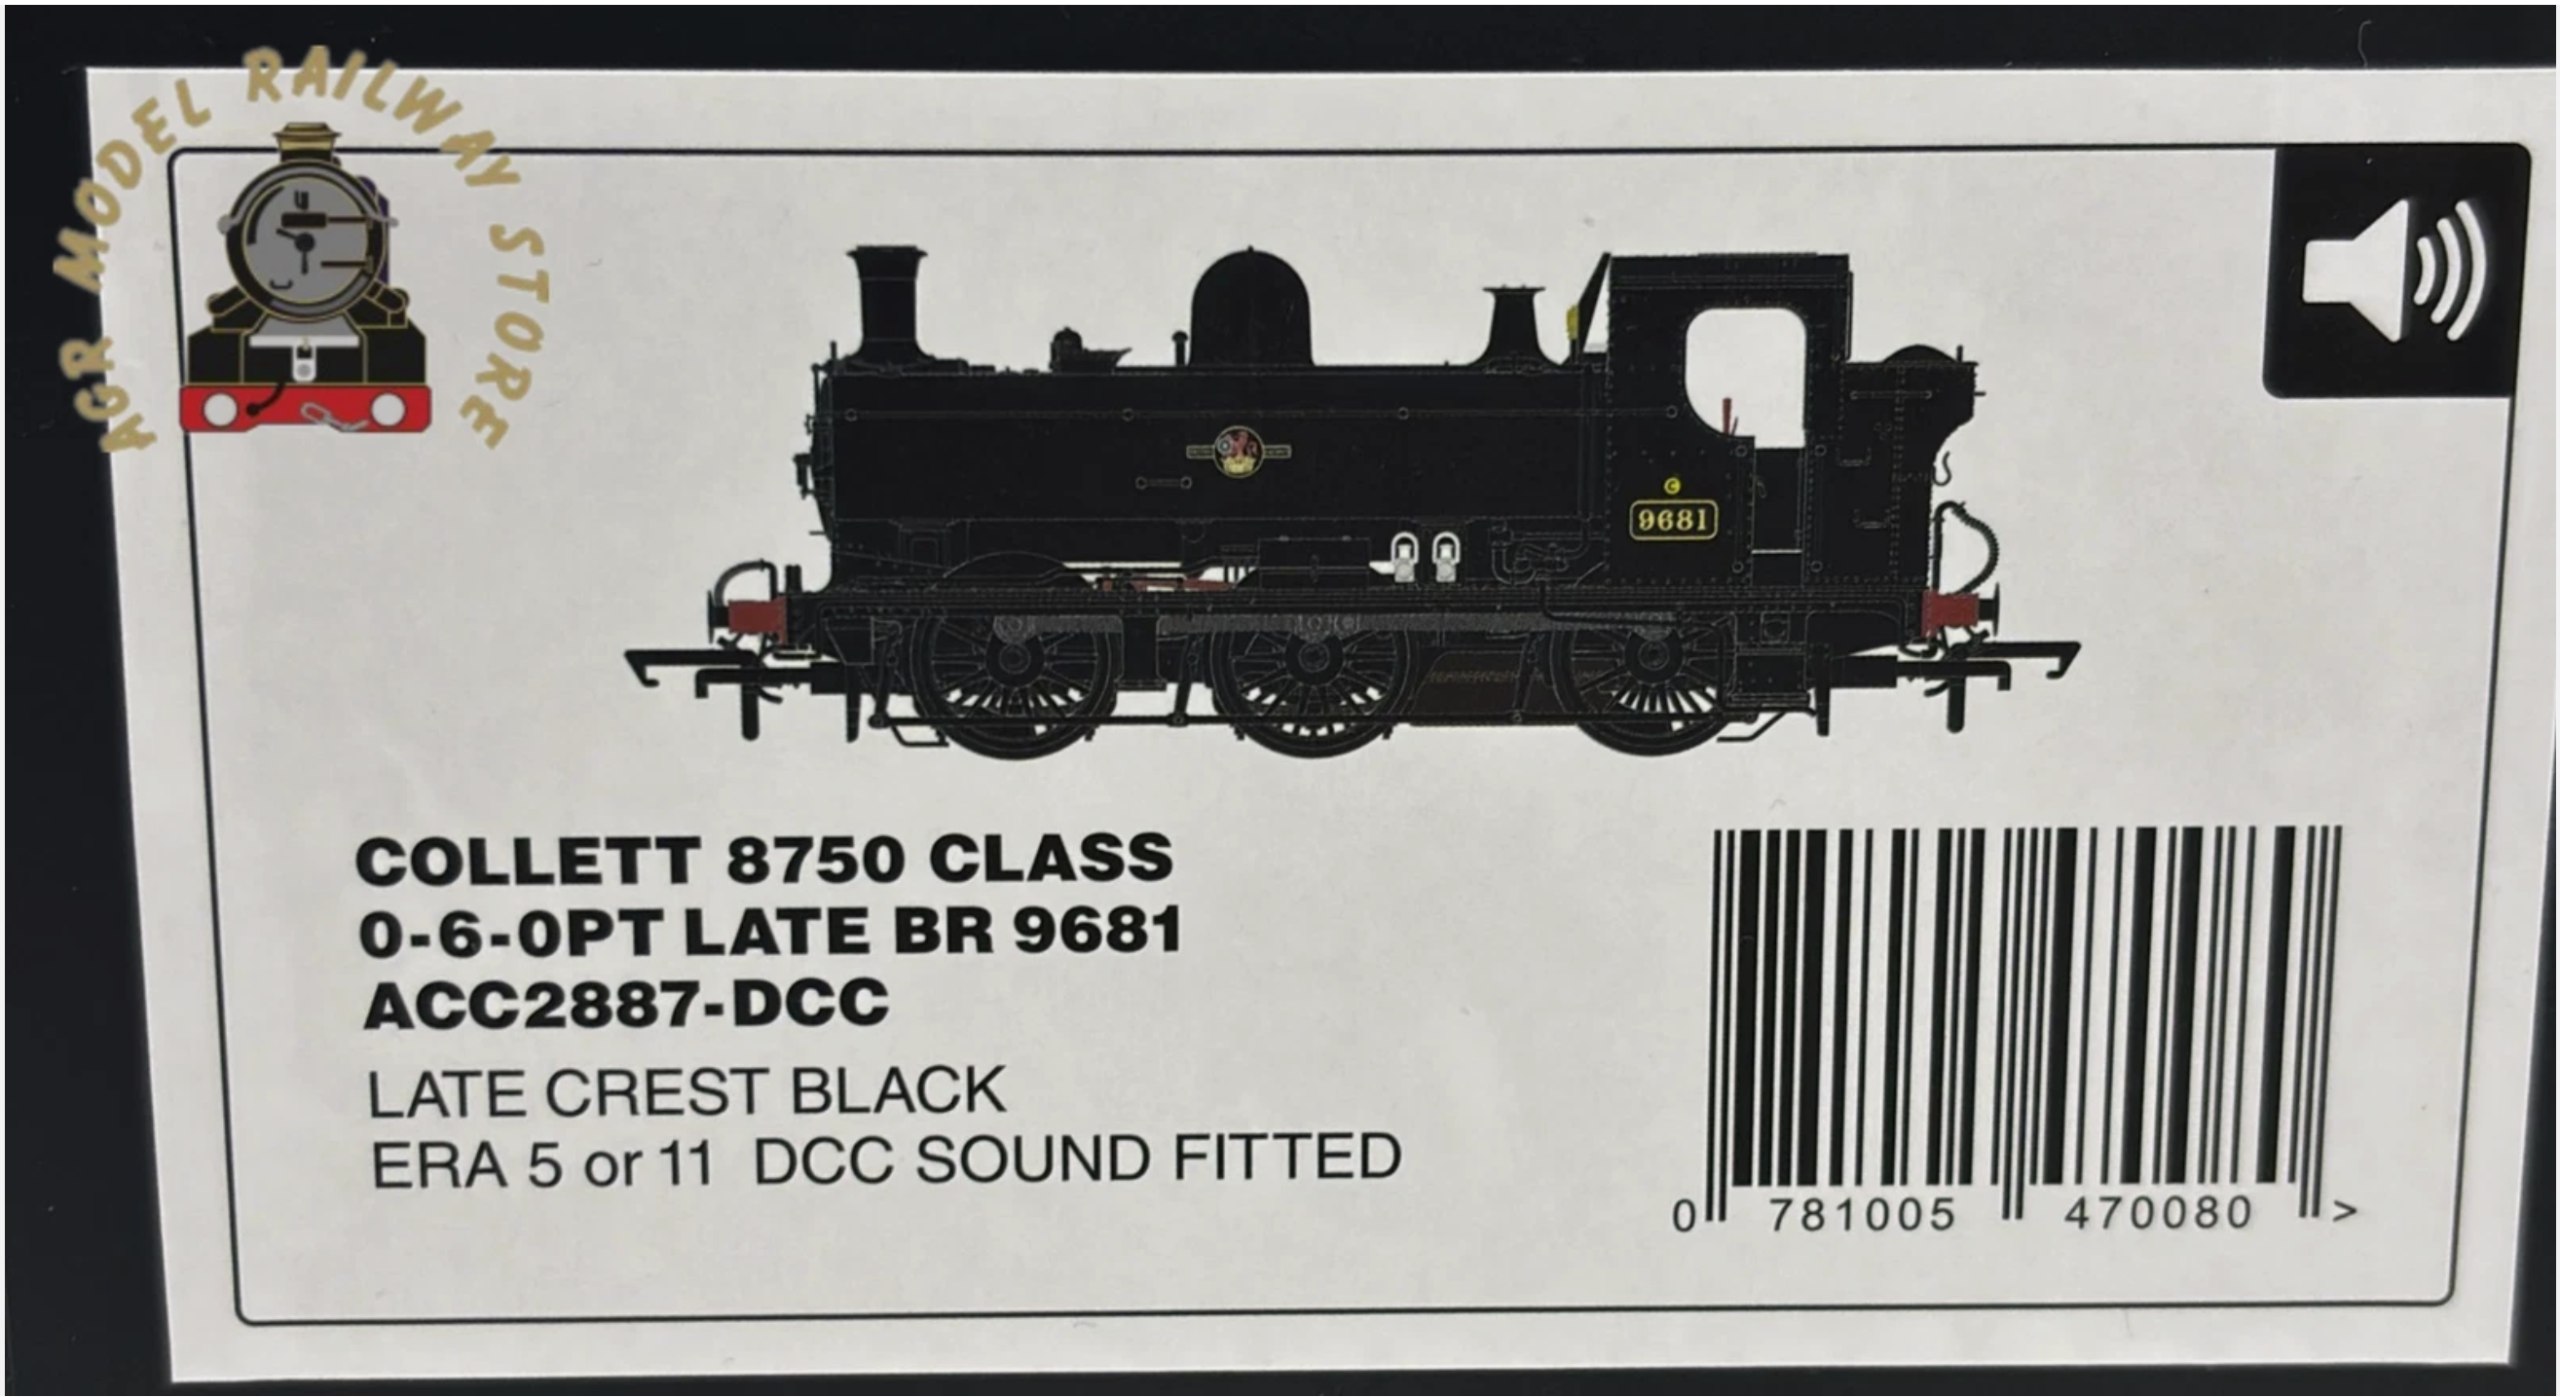 AGR MODEL RAILWAY STORE
C
9681
COLLETT 8750 CLASS
0-6-0PT LATE BR 9681
ACC2887-DCC
LATE CREST BLACK
ERA 5 or 11 DCC SOUND FITTED
0 781005 470080 >